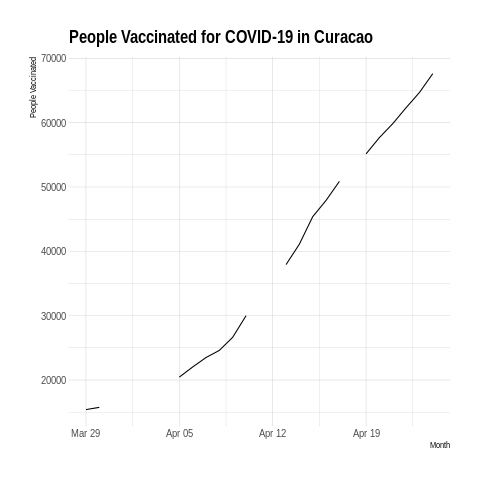 People Vaccinated for COVID-19 in Curacao
People Vaccinated
70000
60000
50000
40000
30000
20000
Mar 29 Apr 05 Apr 12 Apr 19
Month